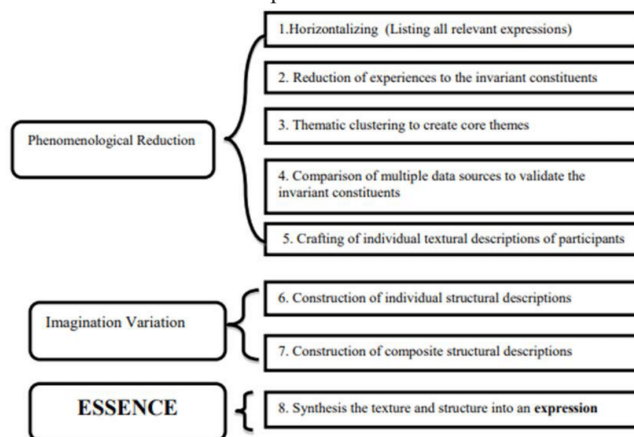 1.Horizontalizing (Listing all relevant expressions)
2. Reduction of experiences to the invariant constituents
Phenomenological Reduction
3. Thematic clustering to create core themes
4. Comparison of multiple data sources to validate the
invariant constituents
5. Crafting of individual textural descriptions of participants
Imagination Variation
6. Construction of individual structural descriptions
7. Construction of composite structural descriptions
ESSENCE
8. Synthesis the texture and structure into an expression